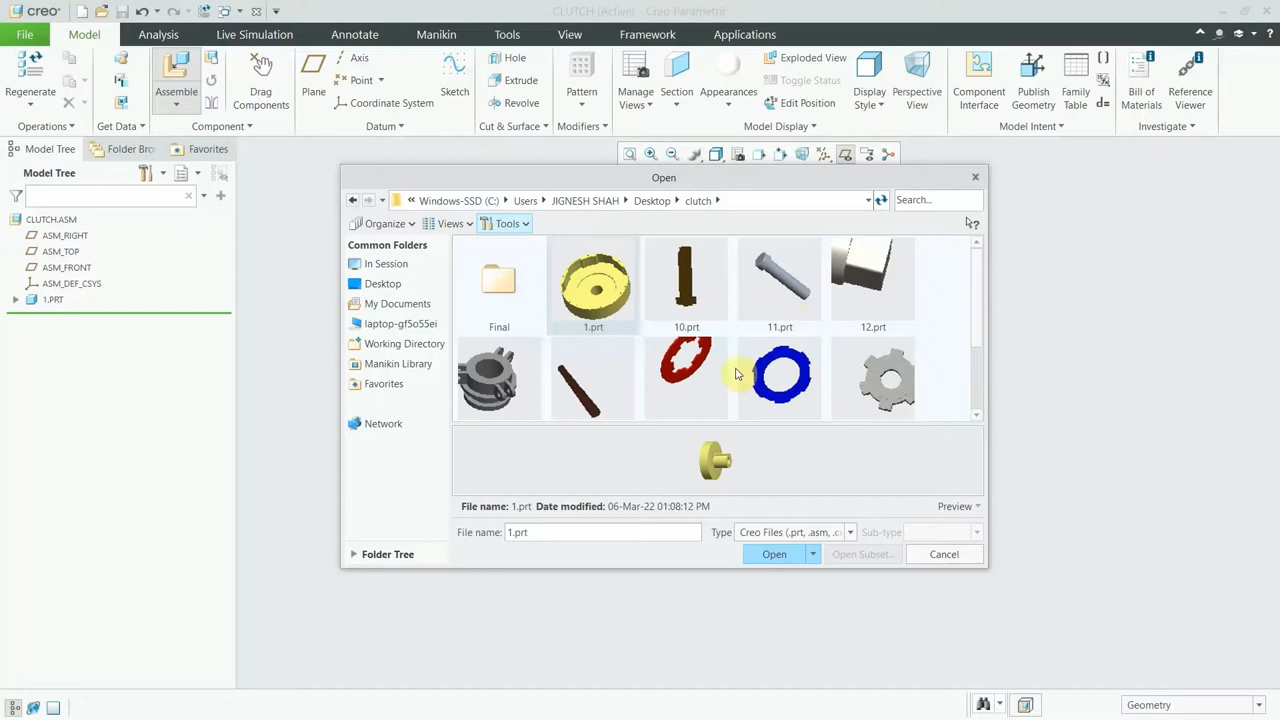 creo
CLUTCH (Active) - Creo Parametric
File Model Analysis Live Simulation Annotate Manikin Tools View Framework Applications
Regenerate
Operations
Get Data
Assemble
Drag Components
Component
Plane
Axis
Point
Coordinate System
Sketch
Datum
Hole
Extrude
Revolve
Cut & Surface
Pattern
Modifiers
Manage Views
Section
Appearances
Exploded View
Toggle Status
Edit Position
Display Style
Perspective View
Model Display
Component Interface
Publish Geometry
Family Table
Model Intent
Bill of Materials
Reference Viewer
Investigate
Model Tree
Folder Bro
Favorites
Model Tree
CLUTCH.ASM
ASM_RIGHT
ASM_TOP
ASM_FRONT
ASM_DEF_CSYS
1.PRT
Open
Windows-SSD (C:) Users JIGNESH SHAH Desktop clutch
Search...
Organize Views Tools
Common Folders
In Session
Desktop
My Documents
laptop-gf5o55ei
Working Directory
Manikin Library
Favorites
Network
Folder Tree
Final 1.prt 10.prt 11.prt 12.prt
File name: 1.prt Date modified: 06-Mar-22 01:08:12 PM
Preview
File name: 1.prt
Type Creo Files (.prt, .asm, .c
Sub-type
Open
Open Subset...
Cancel
Geometry